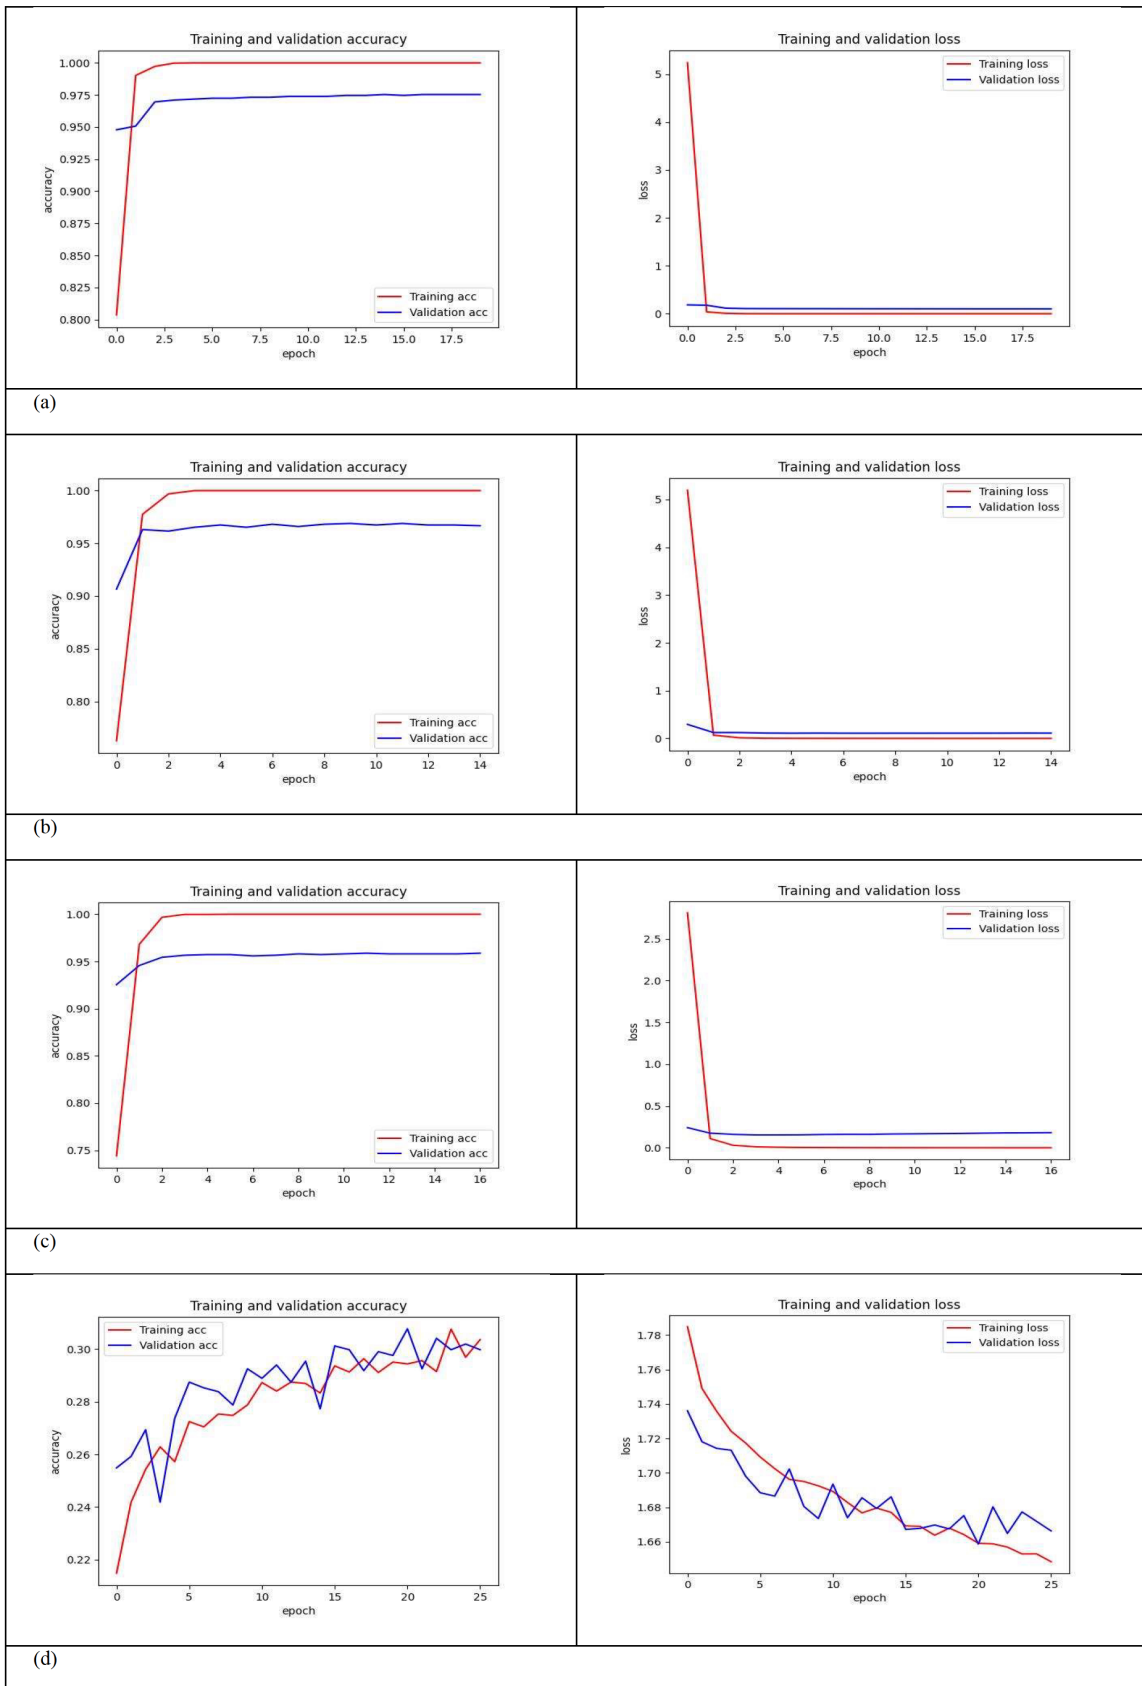 Training and validation accuracy
1.000
0.975
0.950
0.925
0.900
0.875
0.850
0.825
0.800
accuracy
Training acc
Validation acc
0.0 2.5 5.0 7.5 10.0 12.5 15.0 17.5
epoch
Training and validation loss
5
4
3
2
1
0
loss
Training loss
Validation loss
0.0 2.5 5.0 7.5 10.0 12.5 15.0 17.5
epoch
(a)
Training and validation accuracy
1.00
0.95
0.90
0.85
0.80
accuracy
Training acc
Validation acc
0 2 4 6 8 10 12 14
epoch
Training and validation loss
5
4
3
2
1
0
loss
Training loss
Validation loss
0 2 4 6 8 10 12 14
epoch
(b)
Training and validation accuracy
1.00
0.95
0.90
0.85
0.80
0.75
accuracy
Training acc
Validation acc
0 2 4 6 8 10 12 14 16
epoch
Training and validation loss
2.5
2.0
1.5
1.0
0.5
0.0
loss
Training loss
Validation loss
0 2 4 6 8 10 12 14 16
epoch
(c)
Training and validation accuracy
Training acc
Validation acc
0.30
0.28
0.26
0.24
0.22
accuracy
0 5 10 15 20 25
epoch
Training and validation loss
Training loss
Validation loss
1.78
1.76
1.74
1.72
1.70
1.68
1.66
loss
0 5 10 15 20 25
epoch
(d)